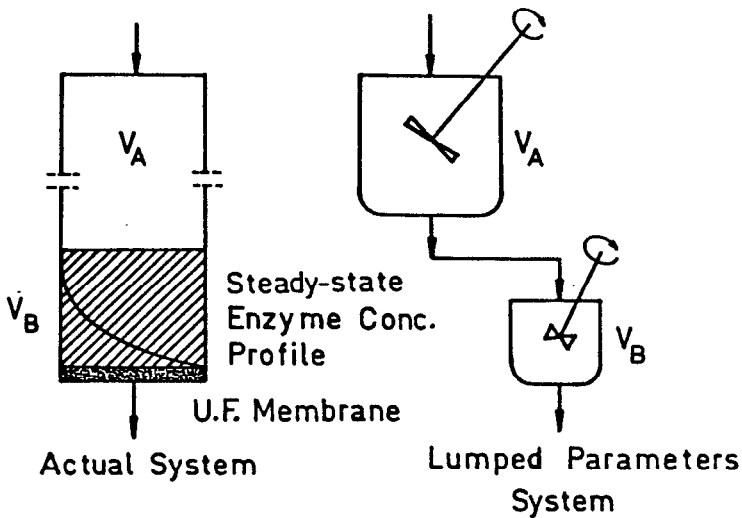 V_A
V_B
Steady-state
Enzyme Conc.
Profile
U.F. Membrane
Actual System
V_A
V_B
Lumped Parameters
System